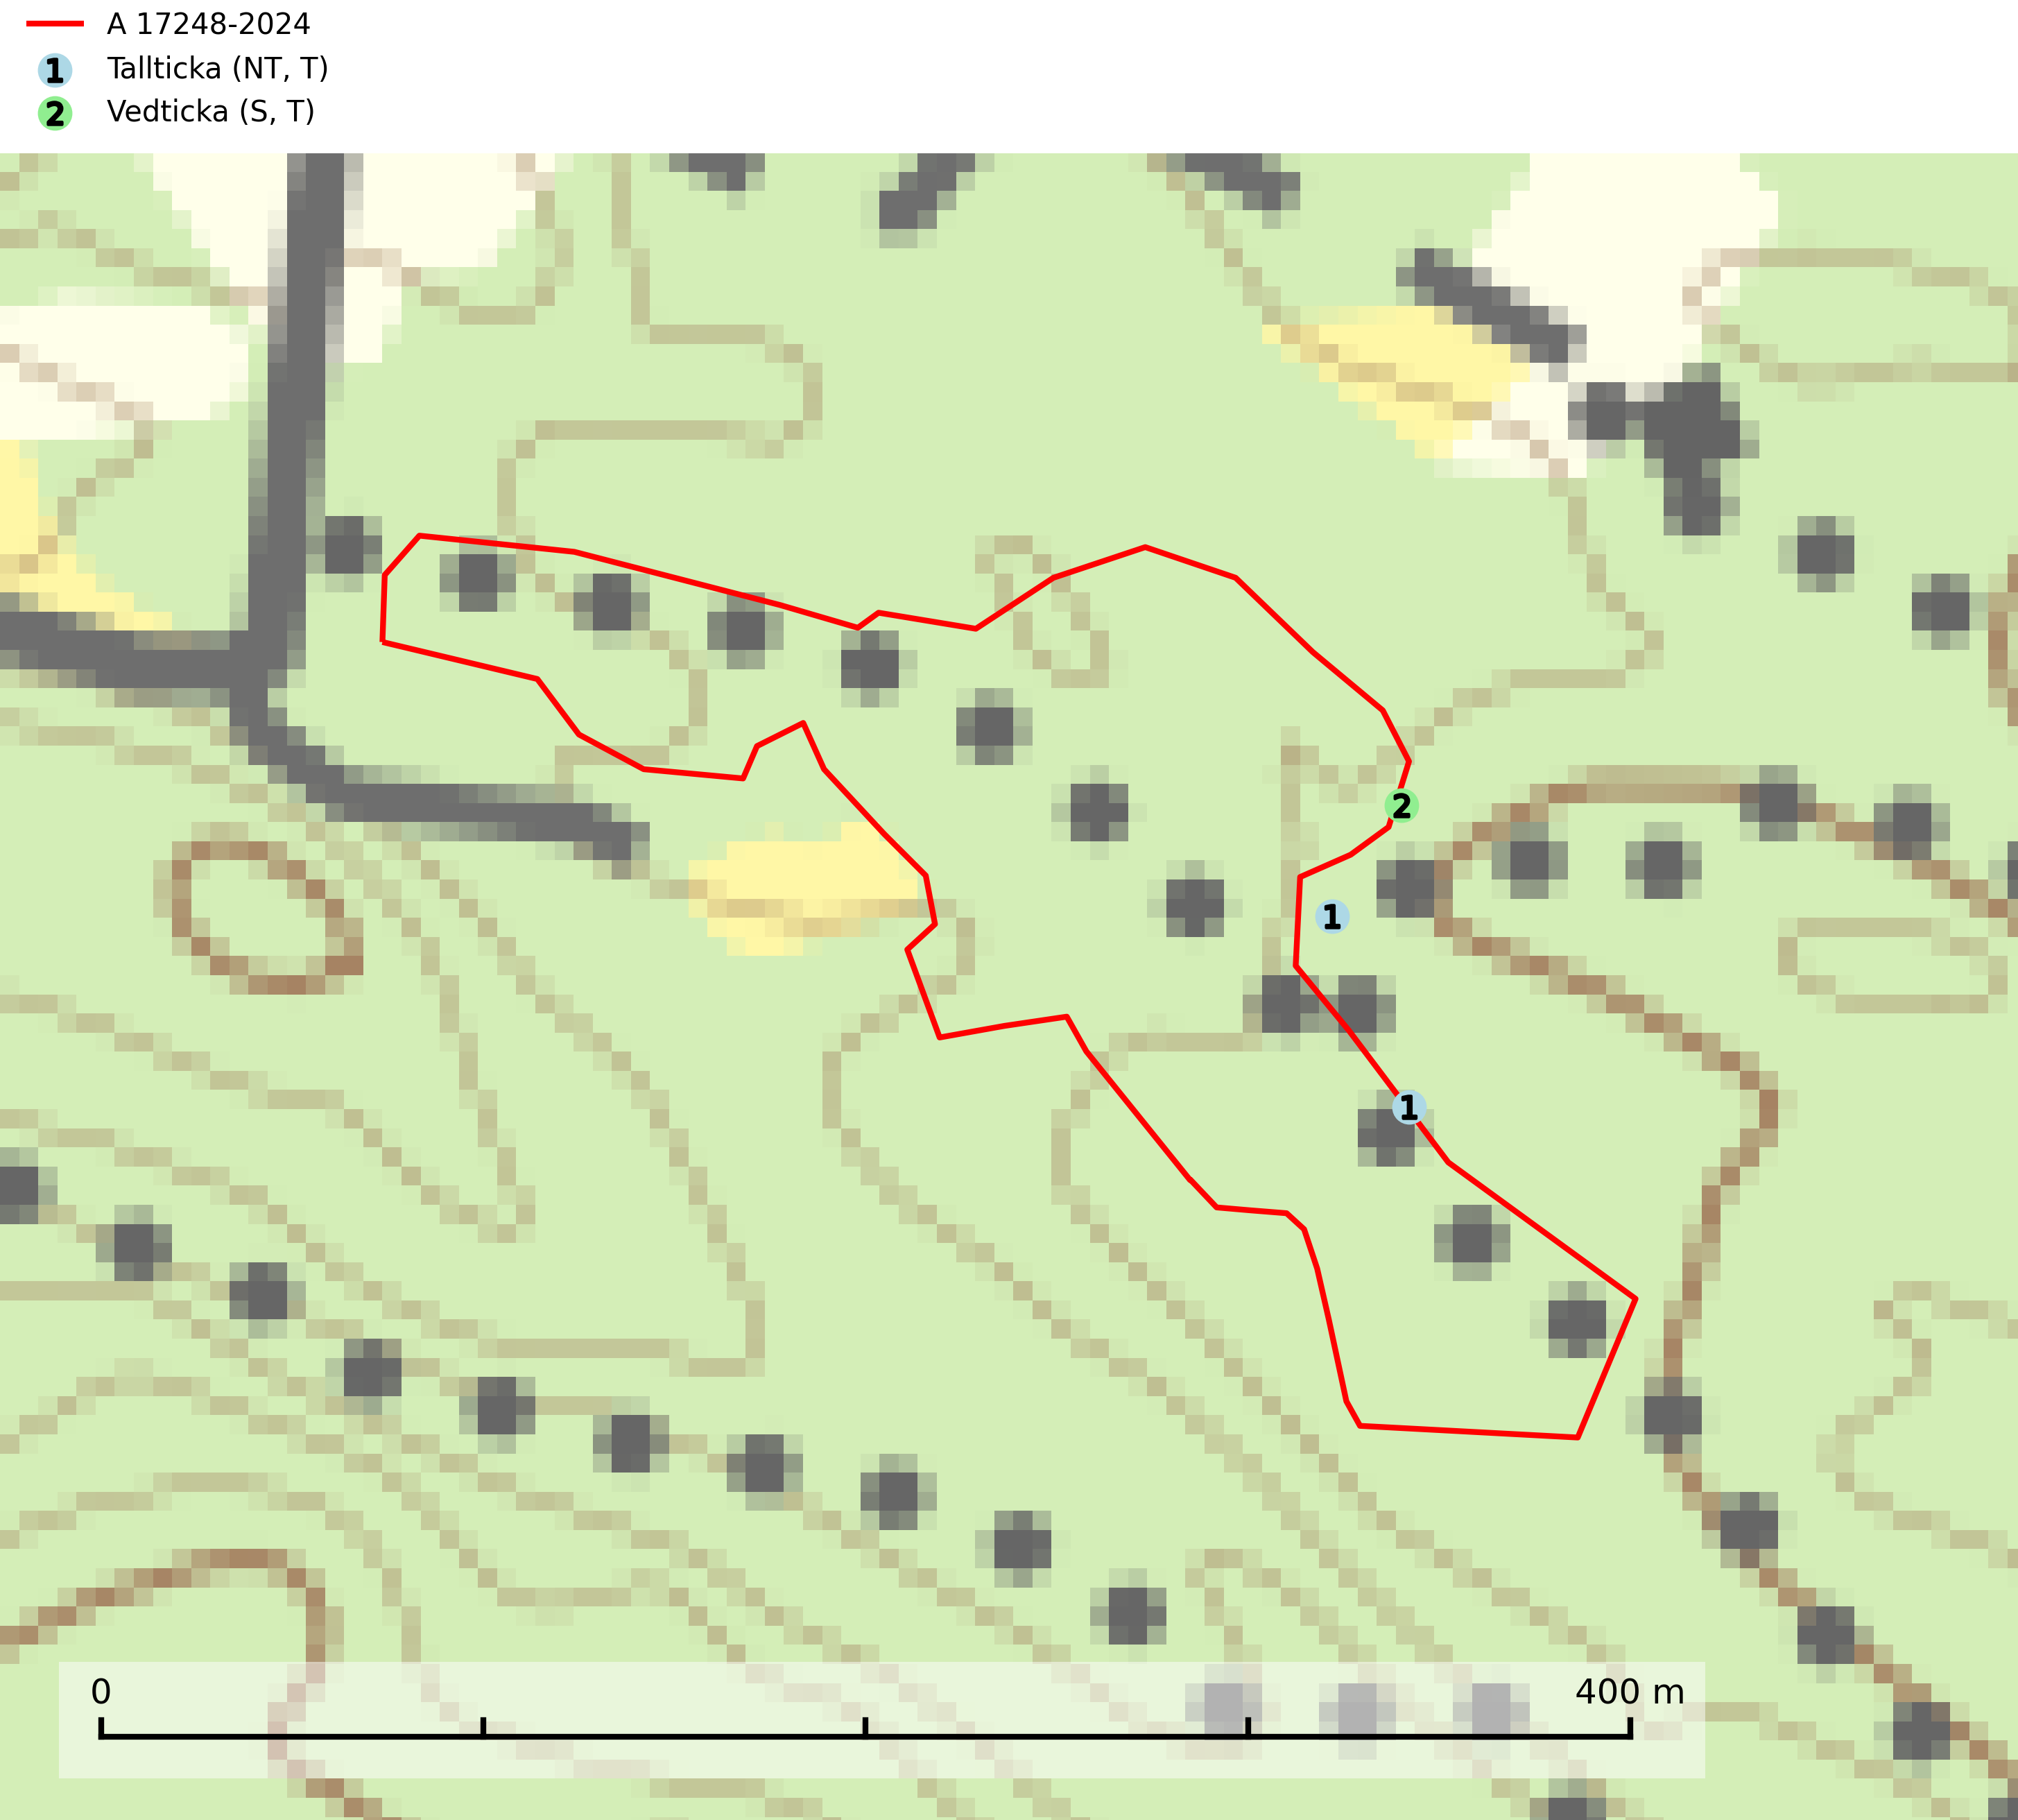 A 17248-2024
1 Tallticka (NT, T)
2 Vedticka (S, T)
2
1
1
0 400 m